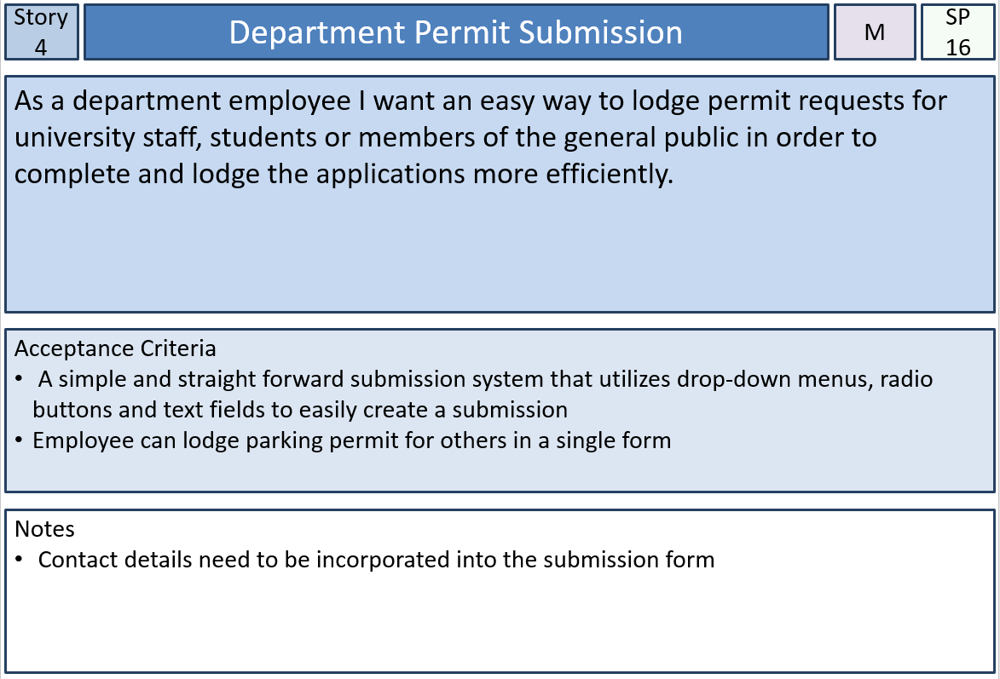 Story
4
Department Permit Submission
M
SP
16
As a department employee I want an easy way to lodge permit requests for
university staff, students or members of the general public in order to
complete and lodge the applications more efficiently.
Acceptance Criteria
• A simple and straight forward submission system that utilizes drop-down menus, radio
buttons and text fields to easily create a submission
• Employee can lodge parking permit for others in a single form
Notes
• Contact details need to be incorporated into the submission form